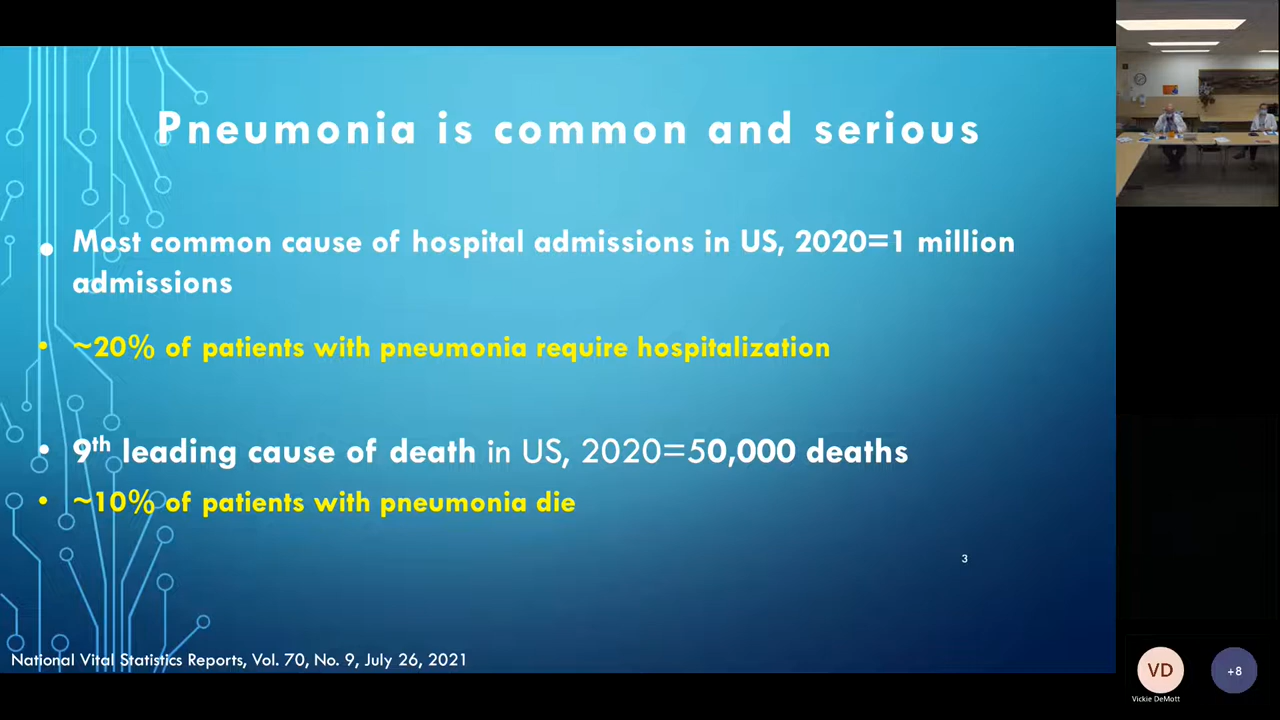 Pneumonia is common and serious
• Most common cause of hospital admissions in US, 2020=1 million
admissions
• ~20% of patients with pneumonia require hospitalization
• 9th leading cause of death in US, 2020=50,000 deaths
• ~10% of patients with pneumonia die
3
National Vital Statistics Reports, Vol. 70, No. 9, July 26, 2021
VD
+8
Vickie DeMott